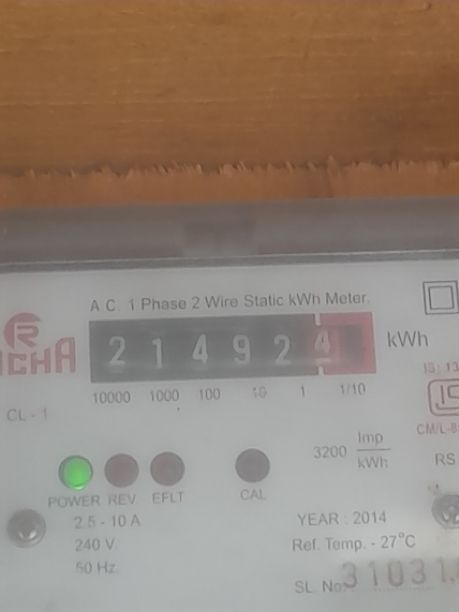 A C. 1 Phase 2 Wire Static kWh Meter.
2 1 4 9 2 4 kWh
10000 1000 100 10 1 1/10
CL - 1
3200 Imp
kWh
POWER REV EFLT CAL
RS
2.5 - 10 A
240 V.
50 Hz.
YEAR : 2014
Ref. Temp. - 27°C
SL. No.